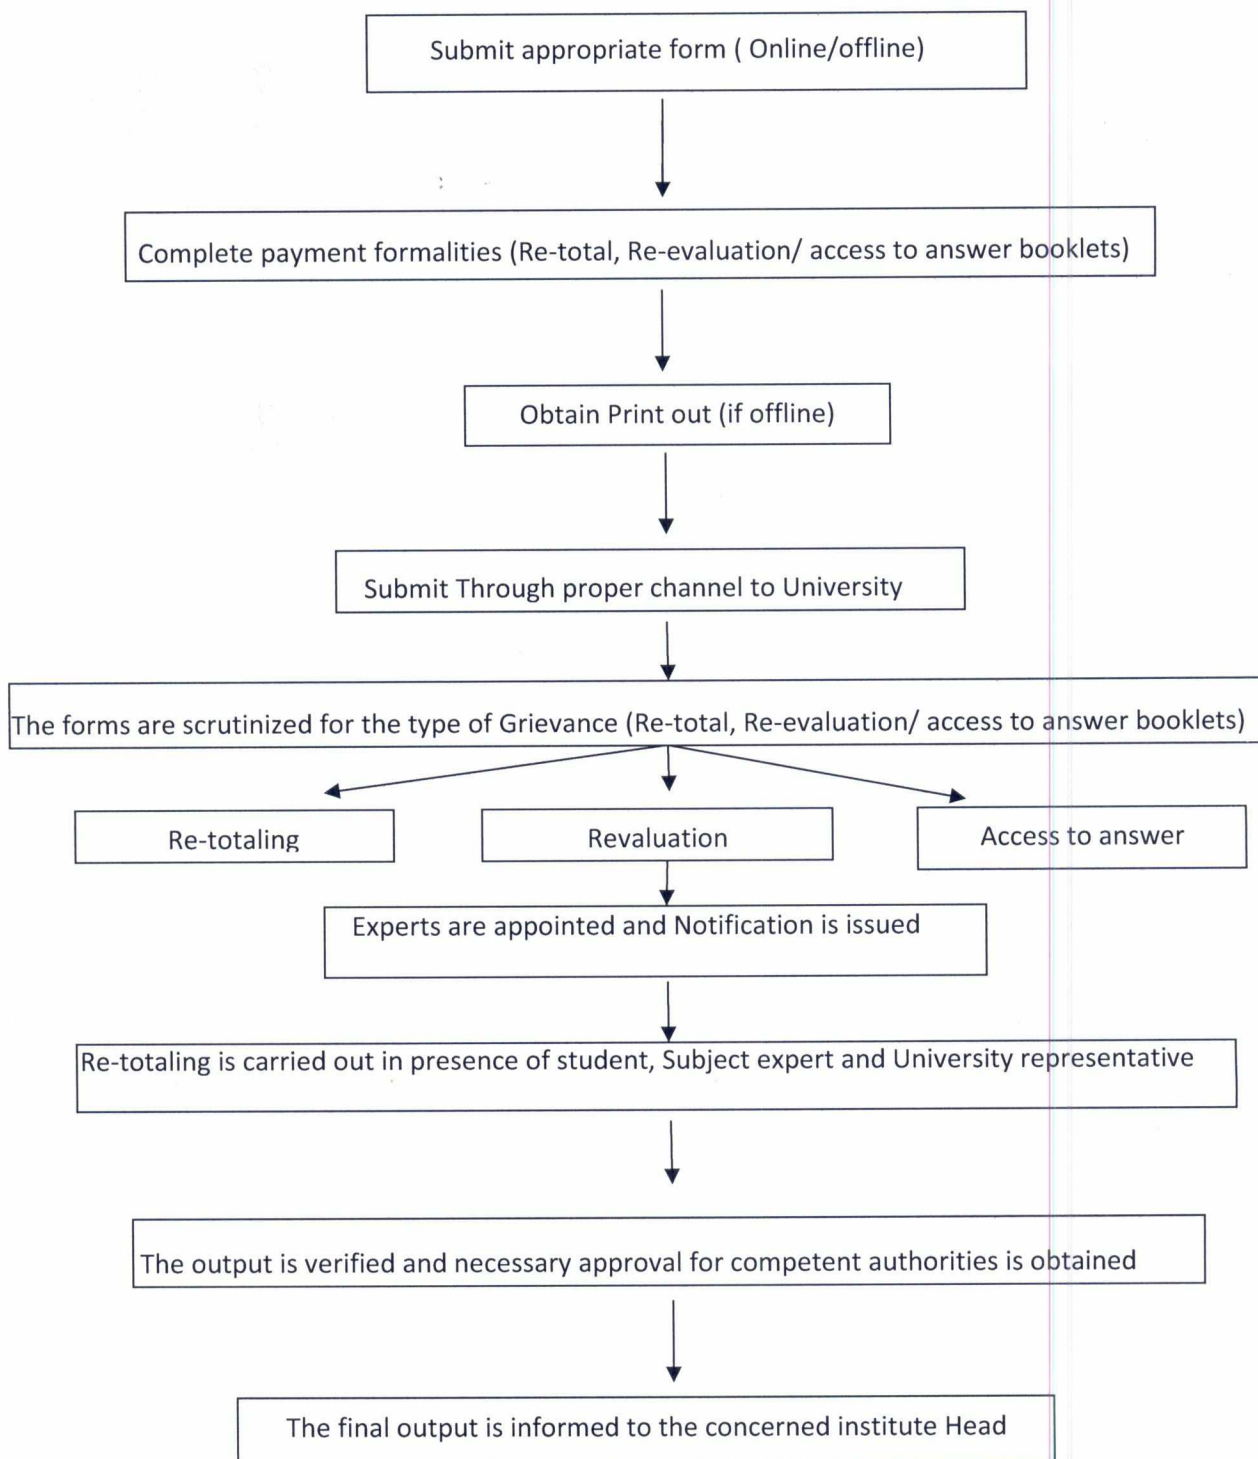 Submit appropriate form ( Online/offline)
Complete payment formalities (Re-total, Re-evaluation/ access to answer booklets)
Obtain Print out (if offline)
Submit Through proper channel to University
The forms are scrutinized for the type of Grievance (Re-total, Re-evaluation/ access to answer booklets)
Re-totaling
Revaluation
Access to answer
Experts are appointed and Notification is issued
Re-totaling is carried out in presence of student, Subject expert and University representative
The output is verified and necessary approval for competent authorities is obtained
The final output is informed to the concerned institute Head